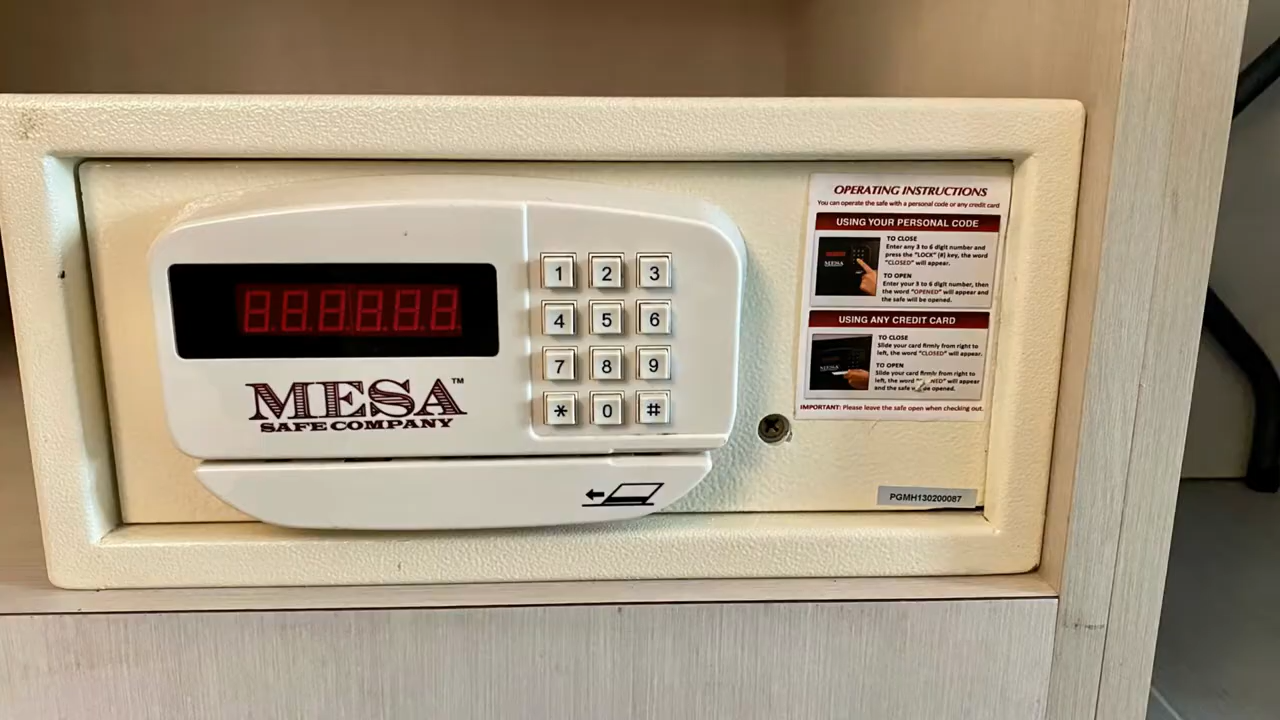 MESA™
SAFE COMPANY
1 2 3
4 5 6
7 8 9
* 0 #
OPERATING INSTRUCTIONS
You can operate the safe with a personal code or any credit card
USING YOUR PERSONAL CODE
TO CLOSE
Enter any 3 to 6 digit number and
press the "LOCK" (#) key, the word
"CLOSED" will appear.
TO OPEN
Enter your 3 to 6 digit number, then
the word "OPENED" will appear and
the safe will be opened.
MESA
USING ANY CREDIT CARD
TO CLOSE
Slide your card firmly from right to
left, the word "CLOSED" will appear.
TO OPEN
Slide your card firmly from right to
left, the word NED" will appear
and the safe be opened.
IMPORTANT: Please leave the safe open when checking out.
PGMH130200087